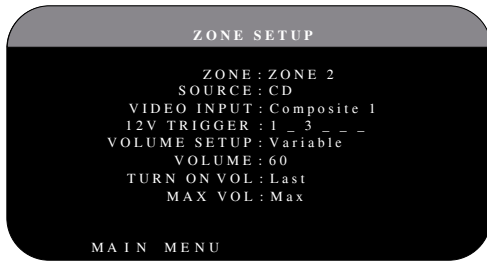 ZONE SETUP
ZONE : ZONE 2
SOURCE : CD
VIDEO INPUT : Composite 1
12V TRIGGER : 1 _ 3 _ _ _
VOLUME SETUP : Variable
VOLUME : 60
TURN ON VOL : Last
MAX VOL : Max
MAIN MENU